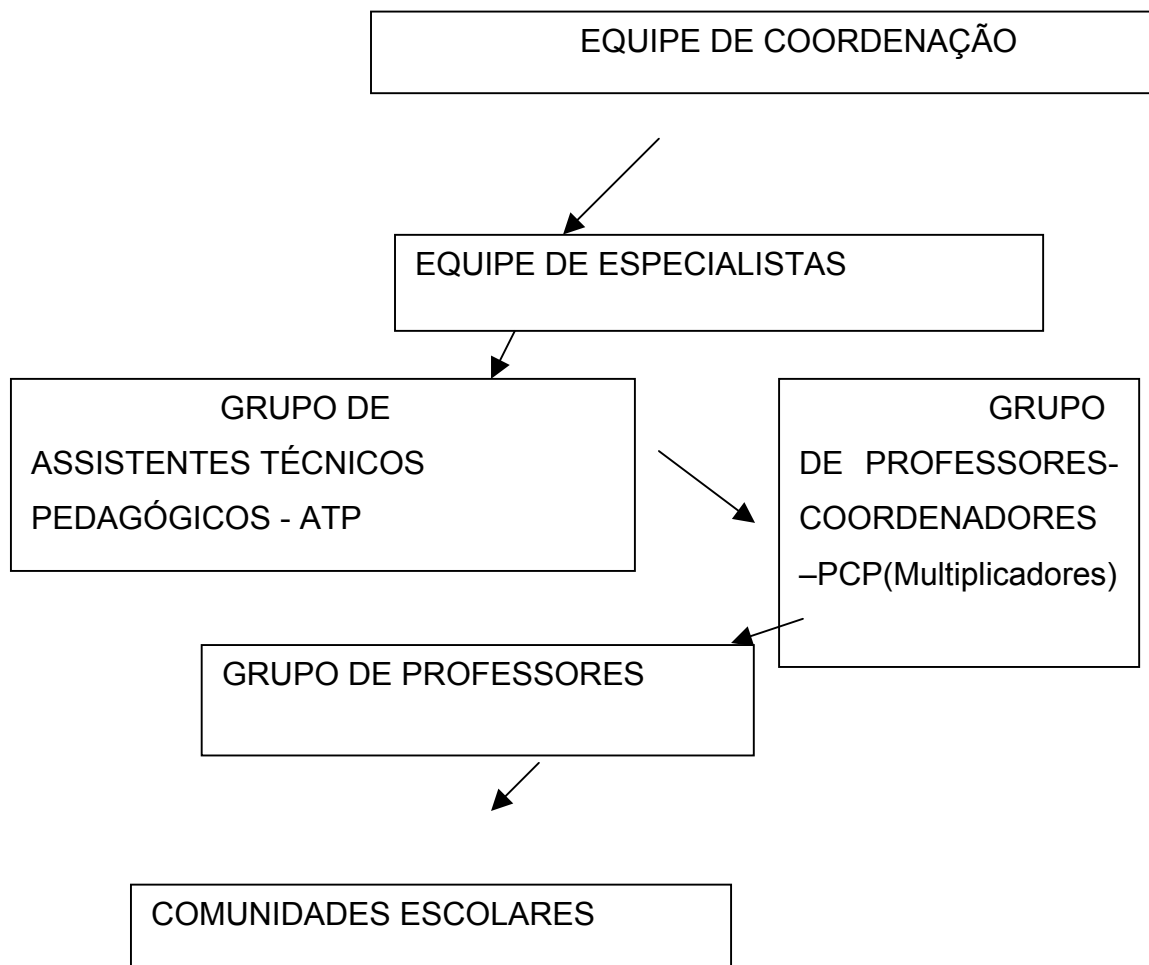 EQUIPE DE COORDENAÇÃO
EQUIPE DE ESPECIALISTAS
GRUPO DE
ASSISTENTES TÉCNICOS
PEDAGÓGICOS - ATP
GRUPO
DE PROFESSORES-
COORDENADORES
–PCP(Multiplicadores)
GRUPO DE PROFESSORES
COMUNIDADES ESCOLARES